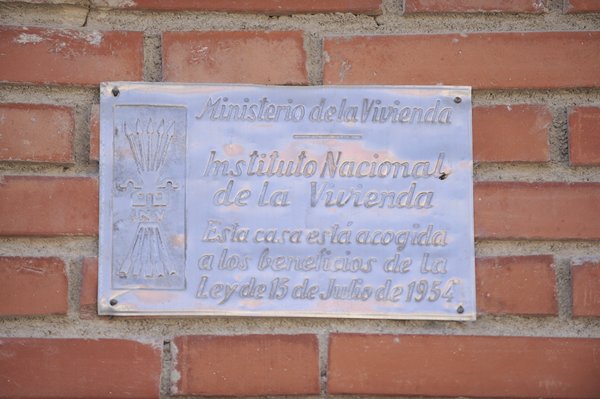 Ministerio de la Vivienda
Instituto Nacional
de la Vivienda
Esta casa está acogida
a los beneficios de la
Ley de 15 de Julio de 1954